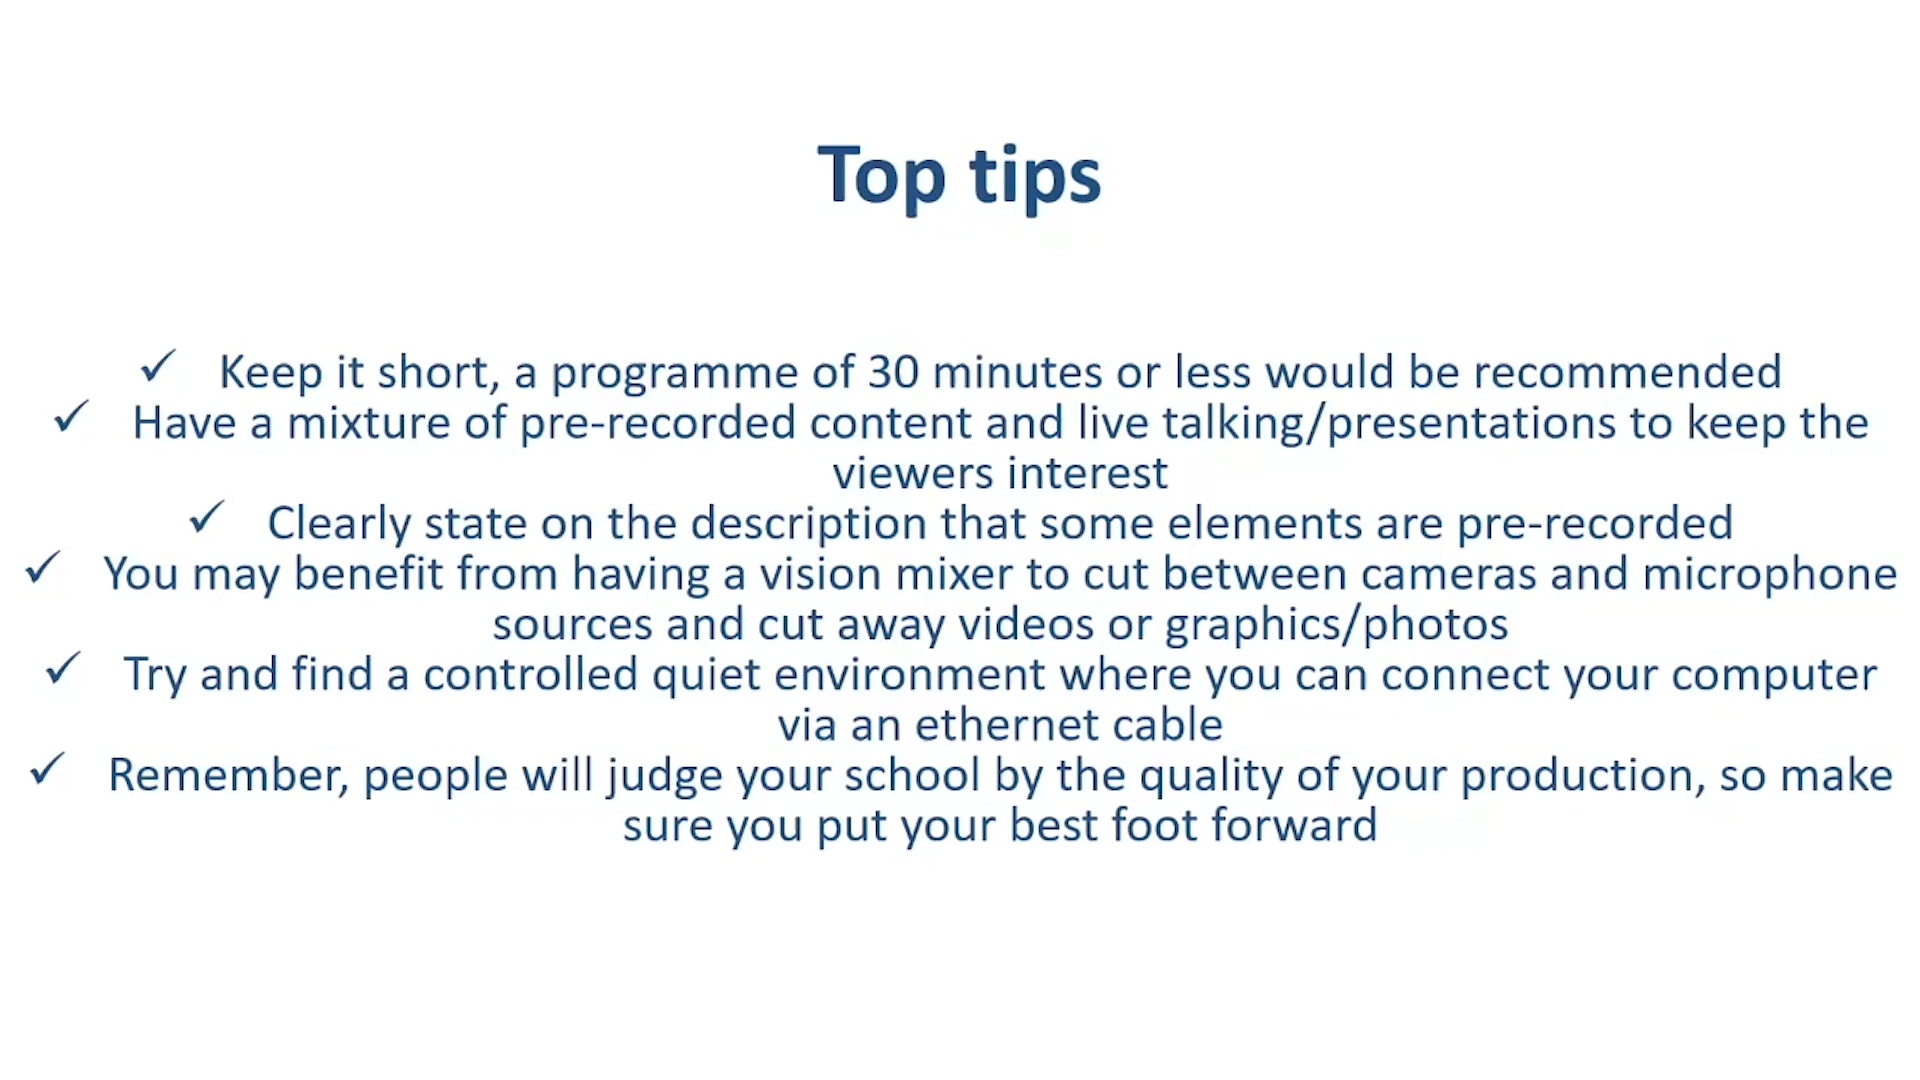 Top tips
✓ Keep it short, a programme of 30 minutes or less would be recommended
✓ Have a mixture of pre-recorded content and live talking/presentations to keep the
viewers interest
✓ Clearly state on the description that some elements are pre-recorded
✓ You may benefit from having a vision mixer to cut between cameras and microphone
sources and cut away videos or graphics/photos
✓ Try and find a controlled quiet environment where you can connect your computer
via an ethernet cable
✓ Remember, people will judge your school by the quality of your production, so make
sure you put your best foot forward